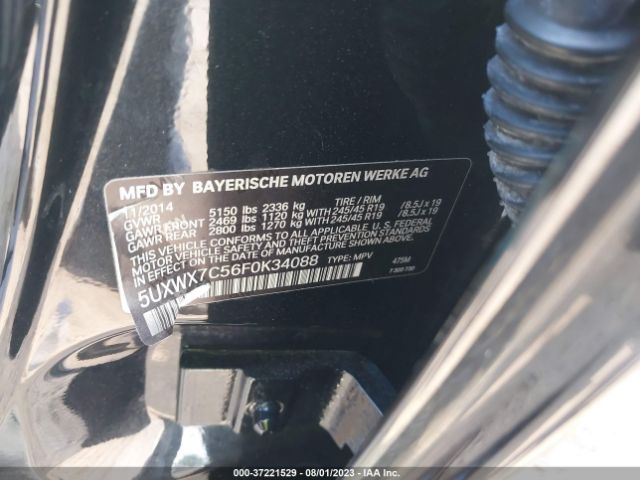 MFD BY BAYERISCHE MOTOREN WERKE AG
11/2014 TIRE / RIM
GVWR 5150 lbs 2336 kg
GAWR FRONT 2469 lbs 1120 kg WITH 245/45 R19 / 8.5J x 19
GAWR REAR 2800 lbs 1270 kg WITH 245/45 R19 / 8.5J x 19
THIS VEHICLE CONFORMS TO ALL APPLICABLE U.S. FEDERAL
MOTOR VEHICLE SAFETY AND THEFT PREVENTION STANDARDS
IN EFFECT ON THE DATE OF MANUFACTURE SHOWN ABOVE.
5UXWX7C56F0K34088 TYPE: MPV 475M
000-37221529 - 08/01/2023 - IAA Inc.